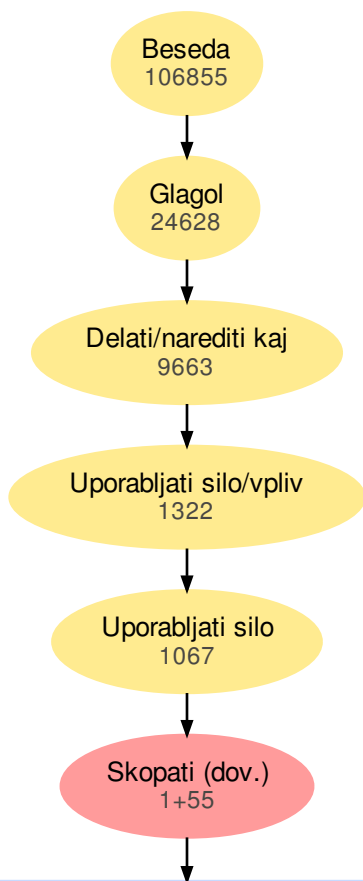 Beseda
106855
Glagol
24628
Delati/narediti kaj
9663
Uporabljati silo/vpliv
1322
Uporabljati silo
1067
Skopati (dov.)
1+55